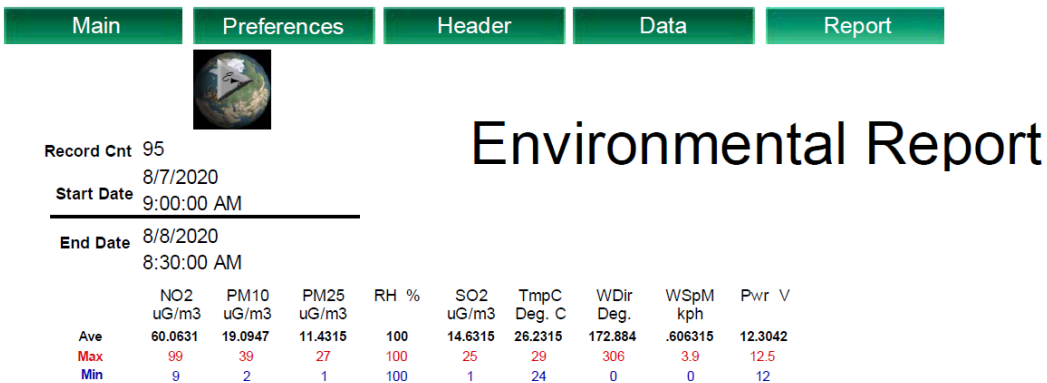 Main Preferences Header Data Report
Environmental Report
Record Cnt 95
Start Date 8/7/2020
9:00:00 AM
End Date 8/8/2020
8:30:00 AM
NO2 PM10 PM25 RH % SO2 TmpC WDir WSpM Pwr V
uG/m3 uG/m3 uG/m3 uG/m3 Deg. C Deg. kph
Ave 60.0631 19.0947 11.4315 100 14.6315 26.2315 172.884 .606315 12.3042
Max 99 39 27 100 25 29 306 3.9 12.5
Min 9 2 1 100 1 24 0 0 12